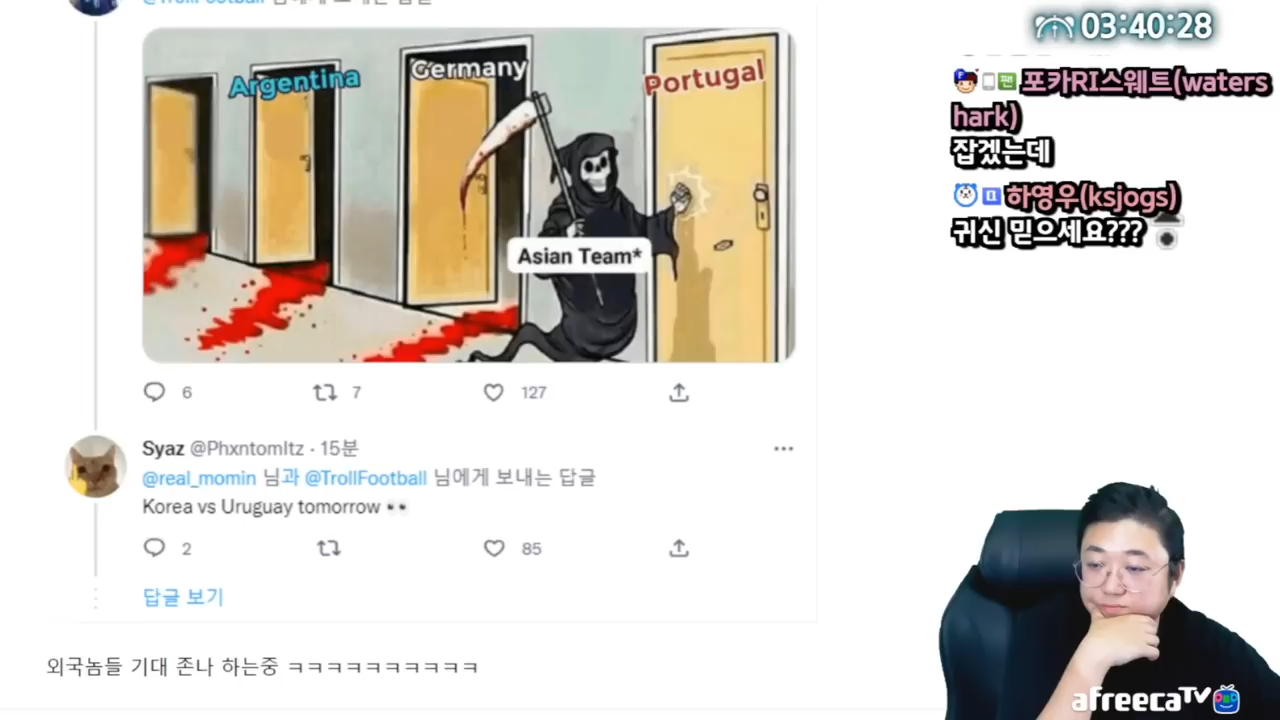 03:40:28
Argentina
Germany
Portugal
Asian Team*
6
7
127
Syaz @PhxntomItz · 15분
@real_momin 님과 @TrollFootball 님에게 보내는 답글
Korea vs Uruguay tomorrow 👀
2
85
답글 보기
외국놈들 기대 존나 하는중 ㅋㅋㅋㅋㅋㅋㅋㅋㅋㅋ
포카RI스웨트(waters
hark)
잡겠는데
하영우(ksjogs)
귀신 믿으세요???
afreecaTV